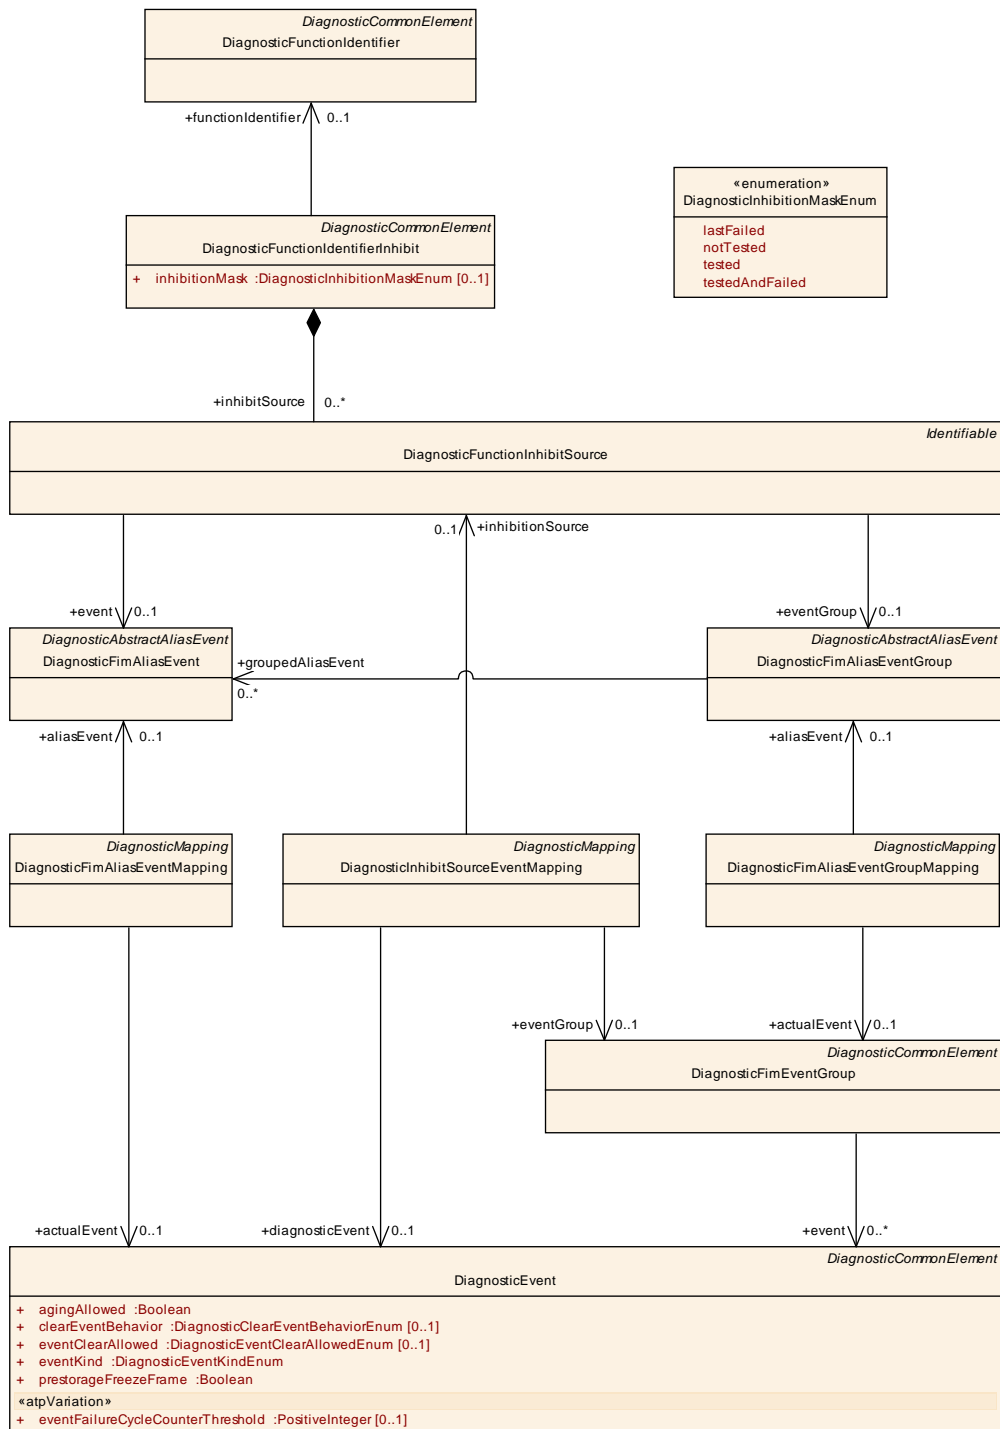 DiagnosticCommonElement
DiagnosticFunctionIdentifier
+functionIdentifier 0..1
«enumeration»
DiagnosticInhibitionMaskEnum
lastFailed
notTested
tested
testedAndFailed
DiagnosticCommonElement
DiagnosticFunctionIdentifierInhibit
+ inhibitionMask :DiagnosticInhibitionMaskEnum [0..1]
+inhibitSource 0..*
Identifiable
DiagnosticFunctionInhibitSource
0..1 +inhibitionSource
+event 0..1
+eventGroup 0..1
DiagnosticAbstractAliasEvent
DiagnosticFimAliasEvent
DiagnosticAbstractAliasEvent
DiagnosticFimAliasEventGroup
+groupedAliasEvent
0..*
+aliasEvent 0..1
+aliasEvent 0..1
DiagnosticMapping
DiagnosticFimAliasEventMapping
DiagnosticMapping
DiagnosticInhibitSourceEventMapping
DiagnosticMapping
DiagnosticFimAliasEventGroupMapping
+eventGroup 0..1
+actualEvent 0..1
DiagnosticCommonElement
DiagnosticFimEventGroup
+actualEvent 0..1
+diagnosticEvent 0..1
+event 0..*
DiagnosticCommonElement
DiagnosticEvent
+ agingAllowed :Boolean
+ clearEventBehavior :DiagnosticClearEventBehaviorEnum [0..1]
+ eventClearAllowed :DiagnosticEventClearAllowedEnum [0..1]
+ eventKind :DiagnosticEventKindEnum
+ prestorageFreezeFrame :Boolean
«atpVariation»
+ eventFailureCycleCounterThreshold :PositiveInteger [0..1]